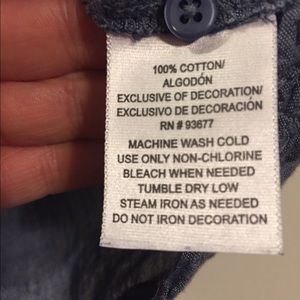 100% COTTON/
ALGODÓN
EXCLUSIVE OF DECORATION/
EXCLUSIVO DE DECORACIÓN
RN # 93677
MACHINE WASH COLD
USE ONLY NON-CHLORINE
BLEACH WHEN NEEDED
TUMBLE DRY LOW
STEAM IRON AS NEEDED
DO NOT IRON DECORATION